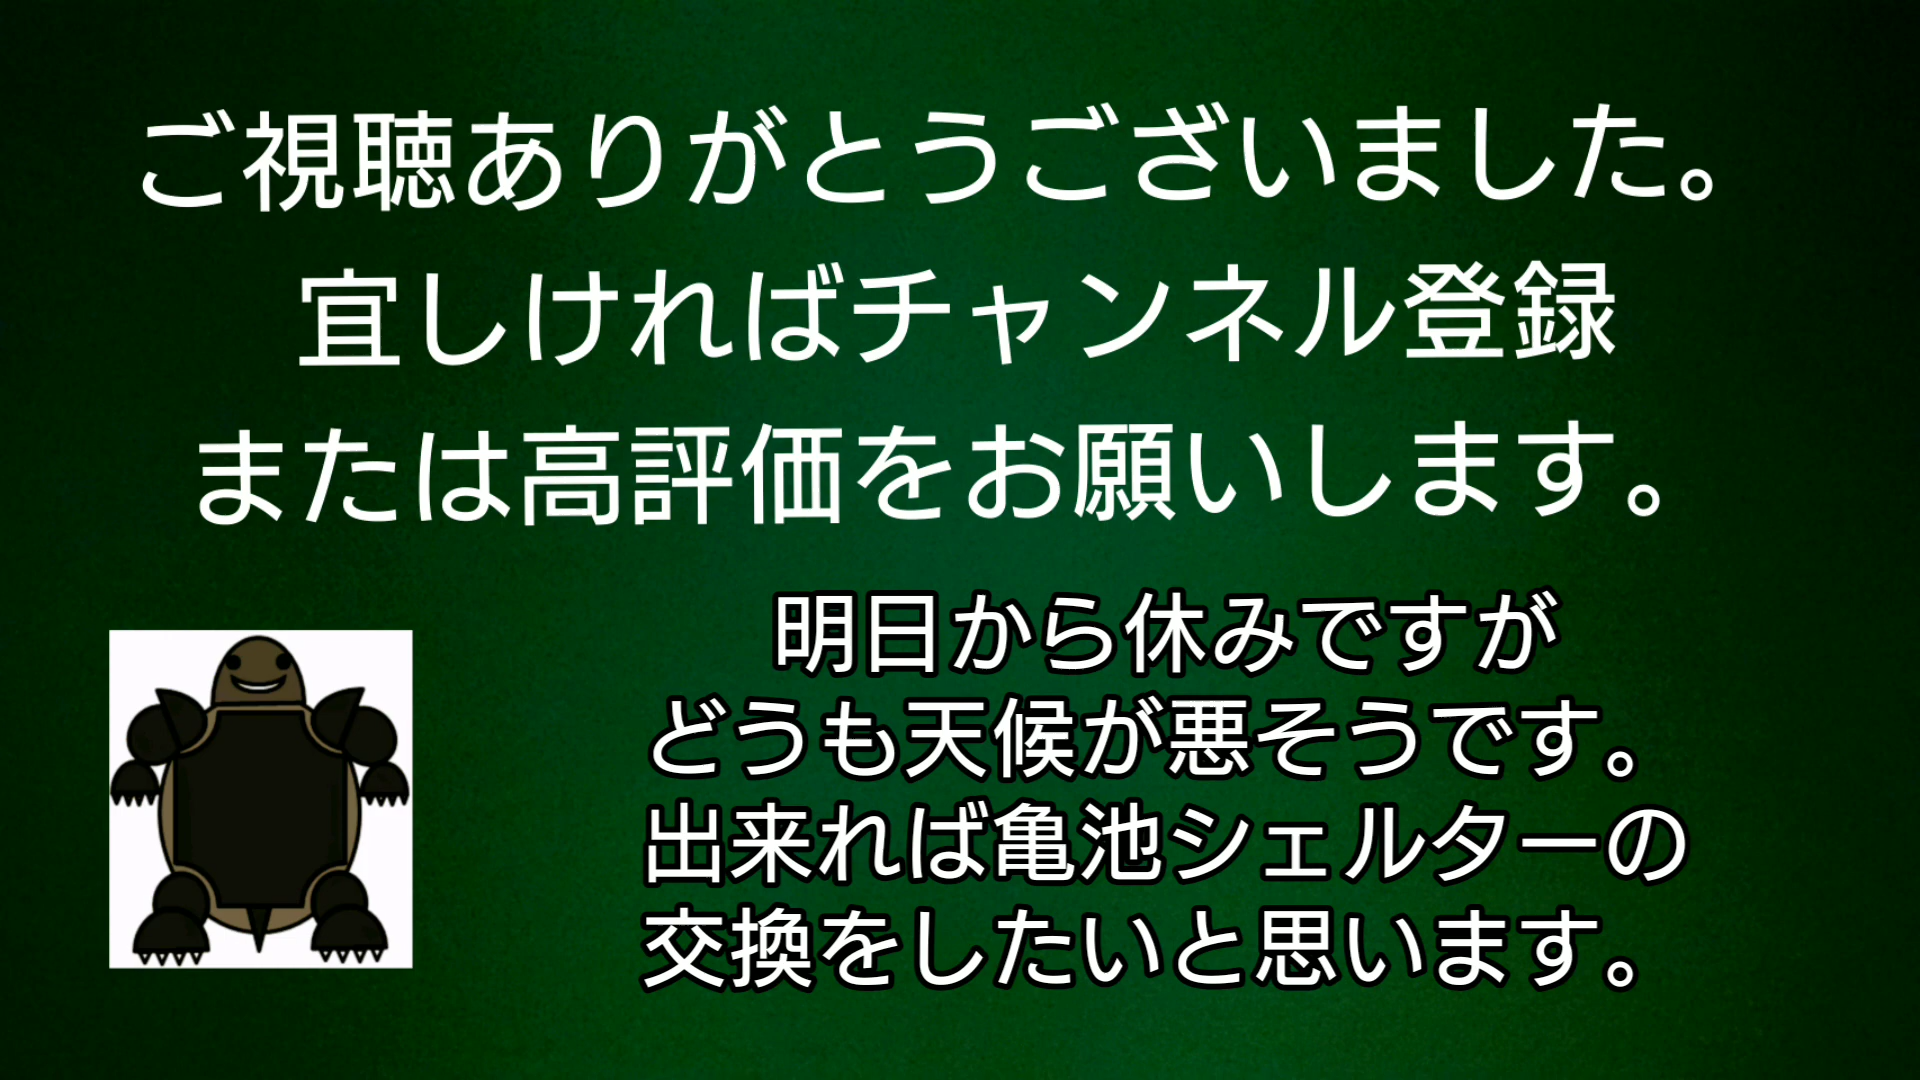 ご視聴ありがとうございました。
宜しければチャンネル登録
または高評価をお願いします。
明日から休みですが
どうも天候が悪そうです。
出来れば亀池シェルターの
交換をしたいと思います。